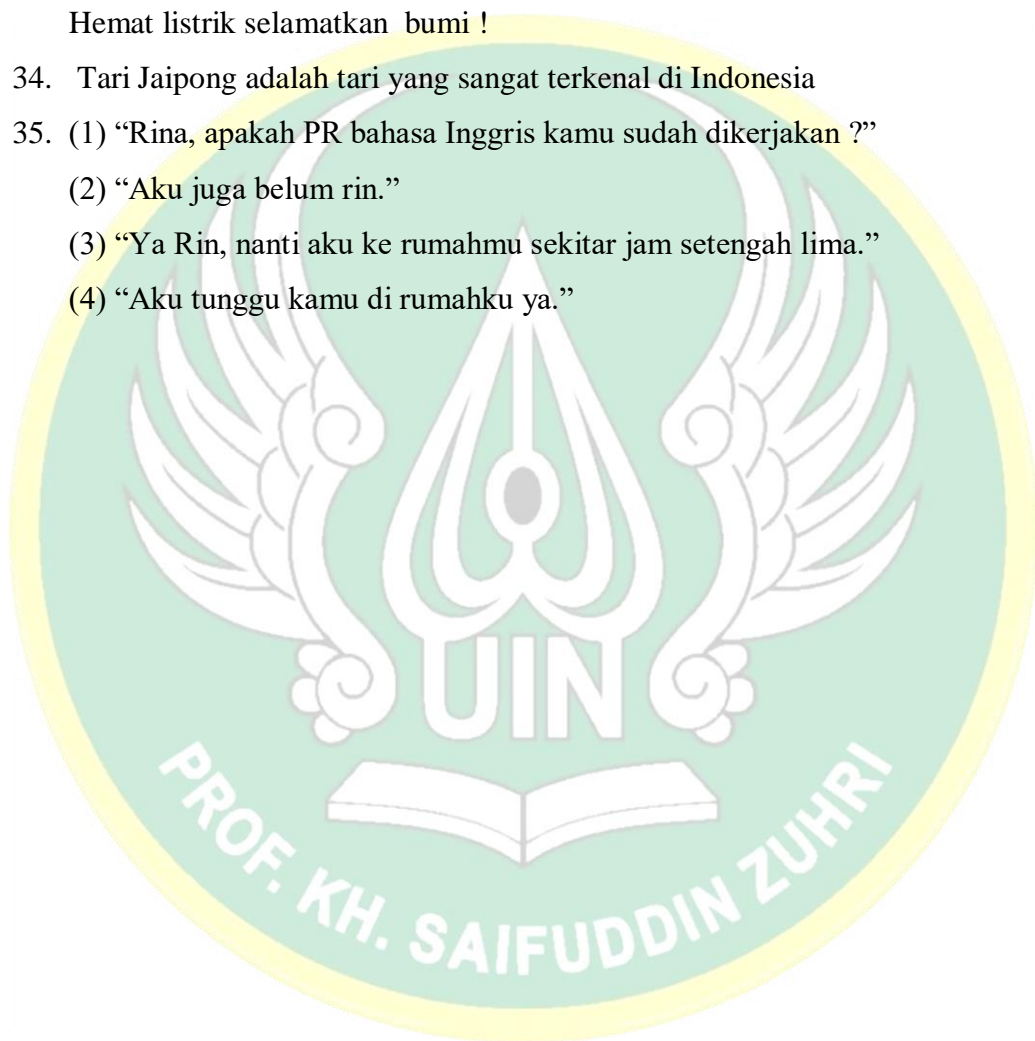 Hemat listrik selamatkan  bumi !
34.  Tari Jaipong adalah tari yang sangat terkenal di Indonesia
35. (1) “Rina, apakah PR bahasa Inggris kamu sudah dikerjakan ?”
(2) “Aku juga belum rin.”
(3) “Ya Rin, nanti aku ke rumahmu sekitar jam setengah lima.”
(4) “Aku tunggu kamu di rumahku ya.”
UIN
PROF. KH. SAIFUDDIN ZUHRI